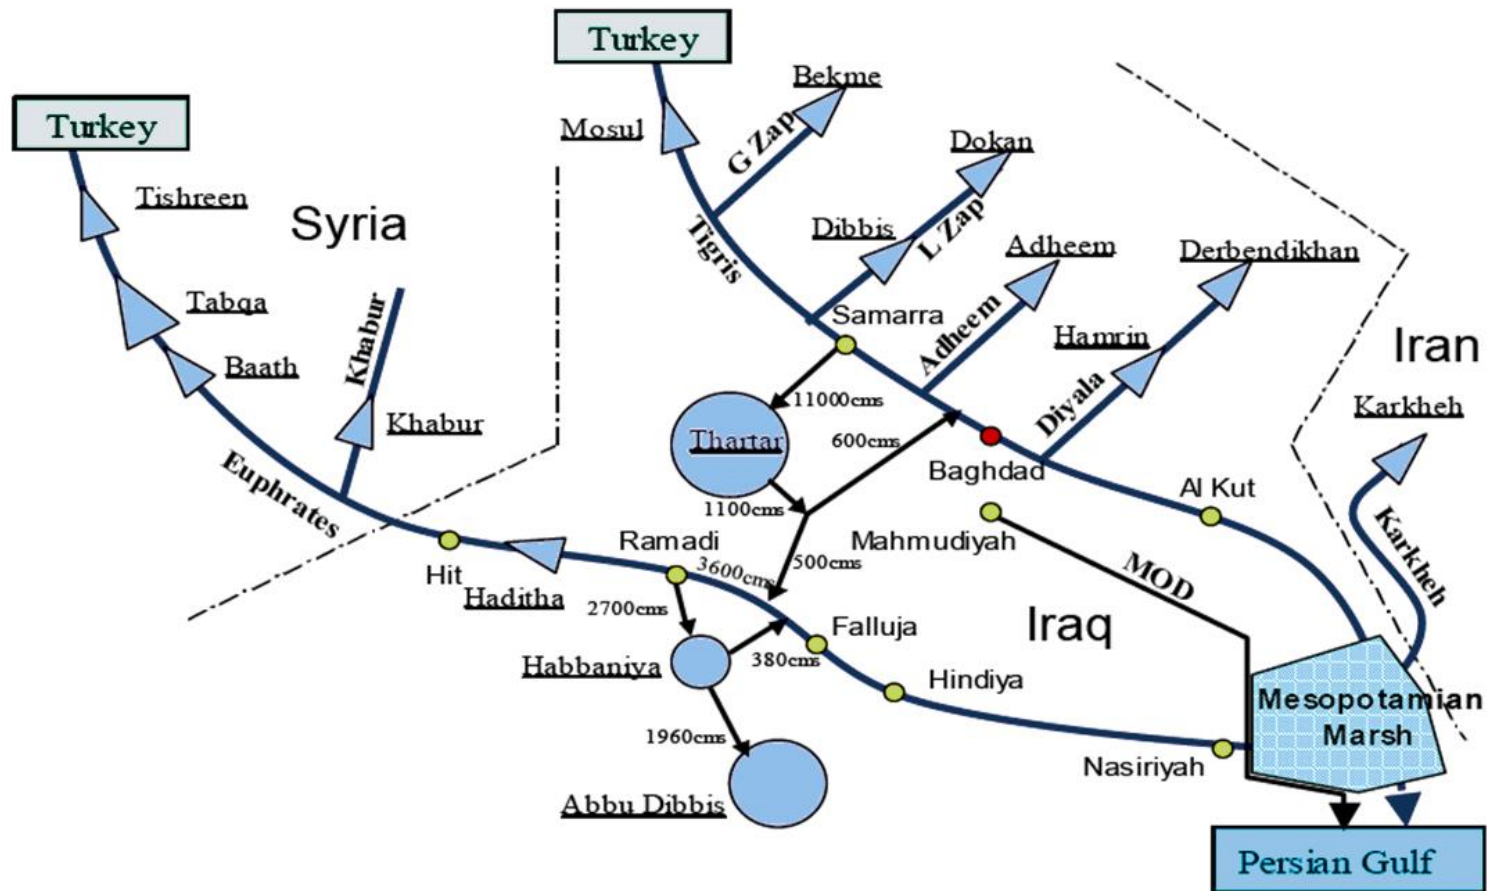 Turkey
Turkey
Bekme
Mosul
G Zap
Dokan
Tishreen
Syria
Dibbis
L Zap
Adheem
Derbendikhan
Tigris
Tabqa
Samarra
Adheem
Hamrin
Iran
Baath
Khabur
11000cms
Diyala
Karkheh
Khabur
Thartar
600cms
Baghdad
Euphrates
1100cms
Al Kut
Ramadi
Mahmudiyah
Karkheh
3600cms
500cms
MOD
Hit
Haditha
2700cms
Falluja
Iraq
Habbaniya
380cms
Hindiya
Mesopotamian
Marsh
1960cms
Nasiriyah
Abbu Dibbis
Persian Gulf